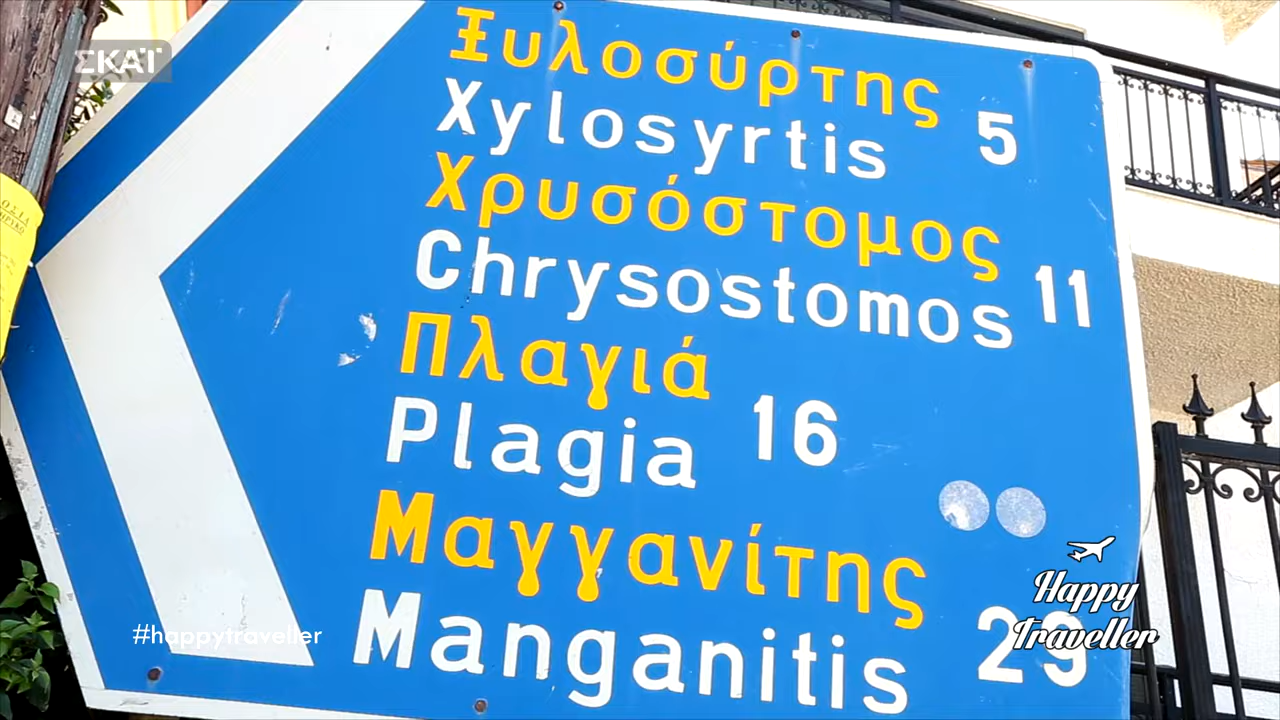 ΣΚΑΪ
Ξυλοσύρτης
Xylosyrtis 5
Χρυσόστομος
Chrysostomos 11
Πλαγιά
Plagia 16
Μαγγανίτης
Manganitis 29
#happytraveller
Happy
Traveller